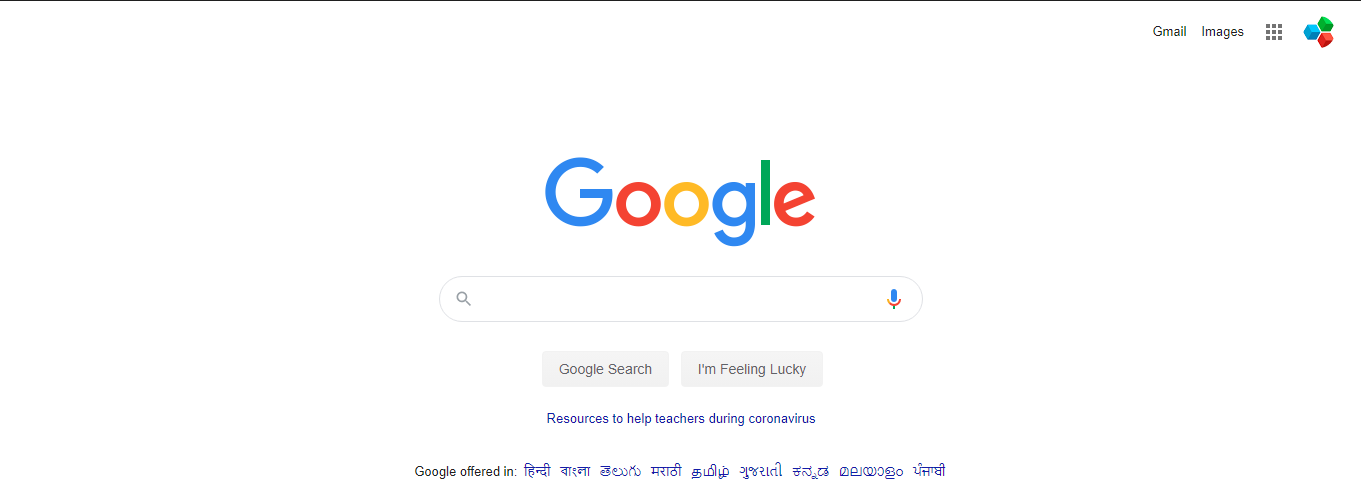 Gmail Images
Google
Google Search I'm Feeling Lucky
Resources to help teachers during coronavirus
Google offered in: हिन्दी বাংলা తెలుగు मराठी தமிழ் ગુજરાતી ಕನ್ನಡ മലയാളം ਪੰਜਾਬੀ